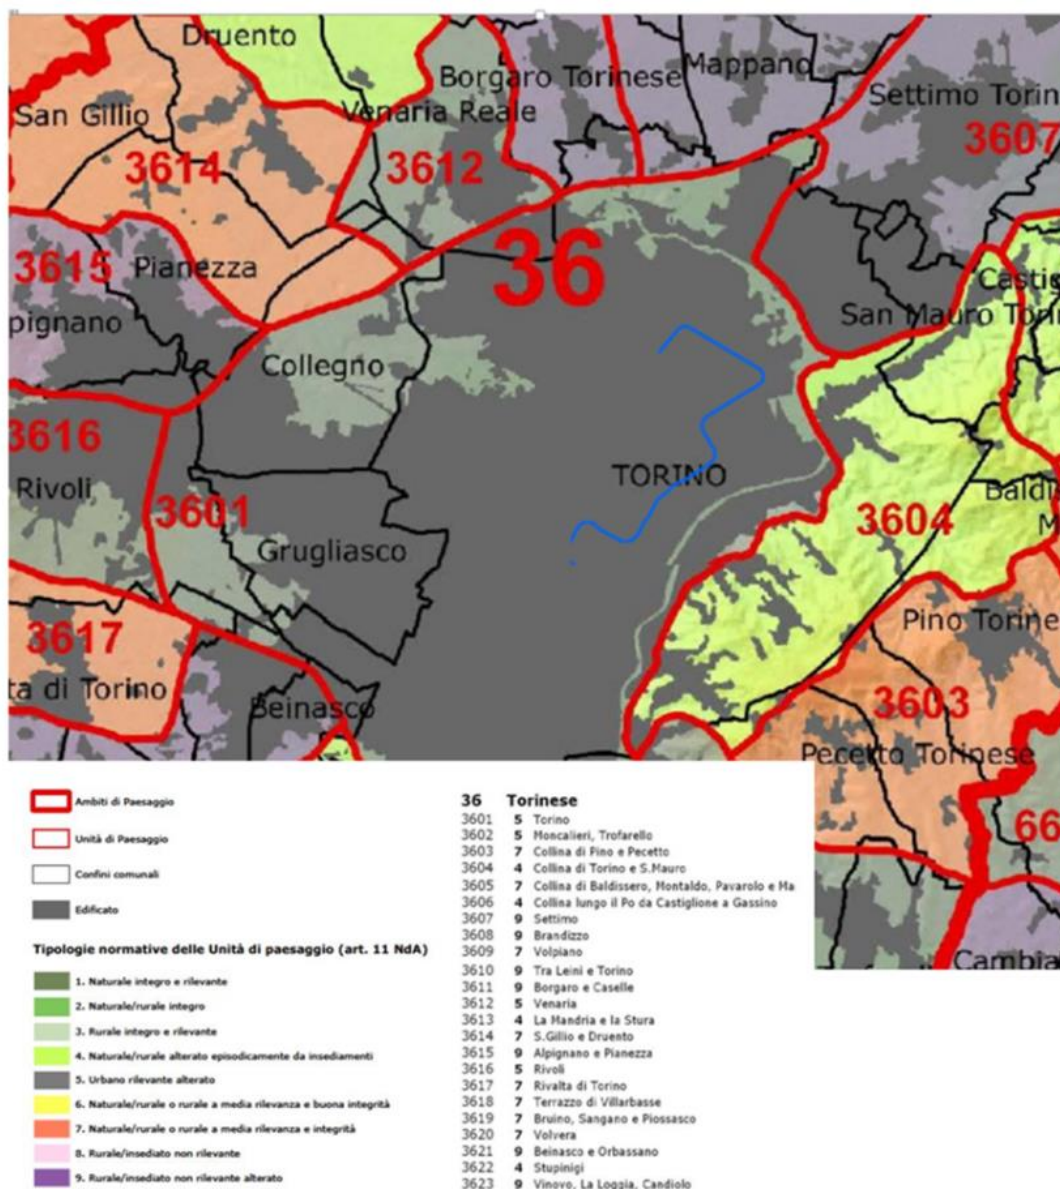 Druento
Borgaro Torinese
Mappano
San Gillio
Venaria Reale
Settimo Torin
3614
3612
3607
36
3615
Pianezza
Castig
pignano
San Mauro Tori
Collegno
3616
Rivoli
TORINO
Baldi
M
3601
3604
Grugliasco
3617
Pino Torine
ta di Torino
Beinasco
3603
Pecetto Torinese
66
Cambia
Ambiti di Paesaggio
Unità di Paesaggio
Confini comunali
Edificato
Tipologie normative delle Unità di paesaggio (art. 11 NdA)
1. Naturale integro e rilevante
2. Naturale/rurale integro
3. Rurale integro e rilevante
4. Naturale/rurale alterato episodicamente da insediamenti
5. Urbano rilevante alterato
6. Naturale/rurale o rurale a media rilevanza e buona integrità
7. Naturale/rurale o rurale a media rilevanza e integrità
8. Rurale/insediato non rilevante
9. Rurale/insediato non rilevante alterato
36 Torinese
3601 5 Torino
3602 5 Moncalieri, Trofarello
3603 7 Collina di Pino e Pecetto
3604 4 Collina di Torino e S.Mauro
3605 7 Collina di Baldissero, Montaldo, Pavarolo e Ma
3606 4 Collina lungo il Po da Castiglione a Gassino
3607 9 Settimo
3608 9 Brandizzo
3609 7 Volpiano
3610 9 Tra Leinì e Torino
3611 9 Borgaro e Caselle
3612 5 Venaria
3613 4 La Mandria e la Stura
3614 7 S.Gillio e Druento
3615 9 Alpignano e Pianezza
3616 5 Rivoli
3617 7 Rivalta di Torino
3618 7 Terrazzo di Villarbasse
3619 7 Bruino, Sangano e Piossasco
3620 7 Volvera
3621 9 Beinasco e Orbassano
3622 4 Stupinigi
3623 9 Vinovo, La Loggia, Candiolo